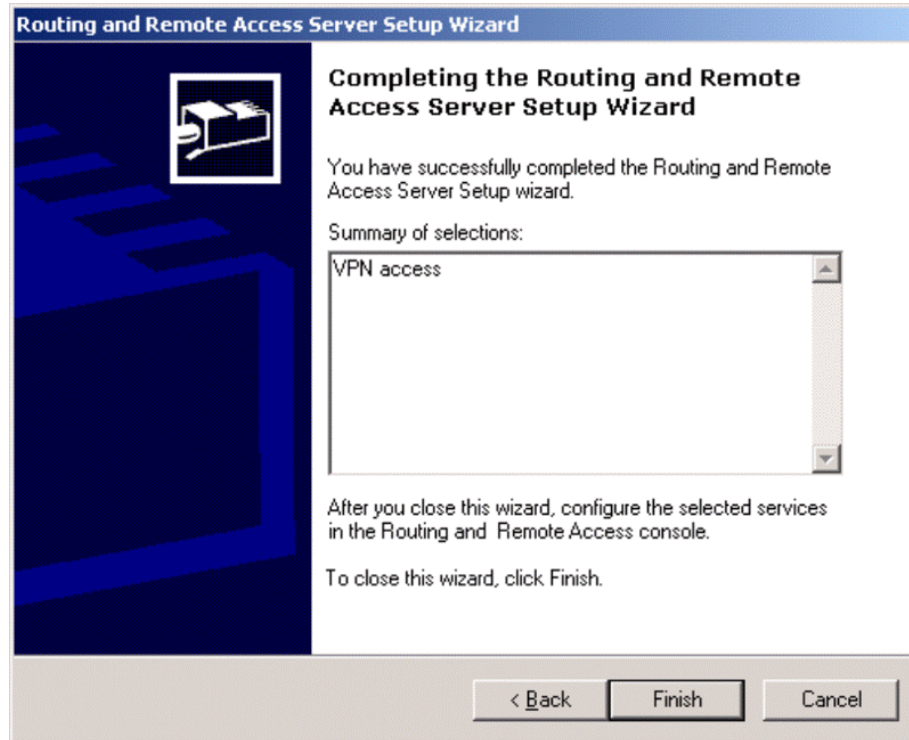 Routing and Remote Access Server Setup Wizard
Completing the Routing and Remote
Access Server Setup Wizard
You have successfully completed the Routing and Remote
Access Server Setup wizard.
Summary of selections:
VPN access
After you close this wizard, configure the selected services
in the Routing and Remote Access console.
To close this wizard, click Finish.
< Back
Finish
Cancel